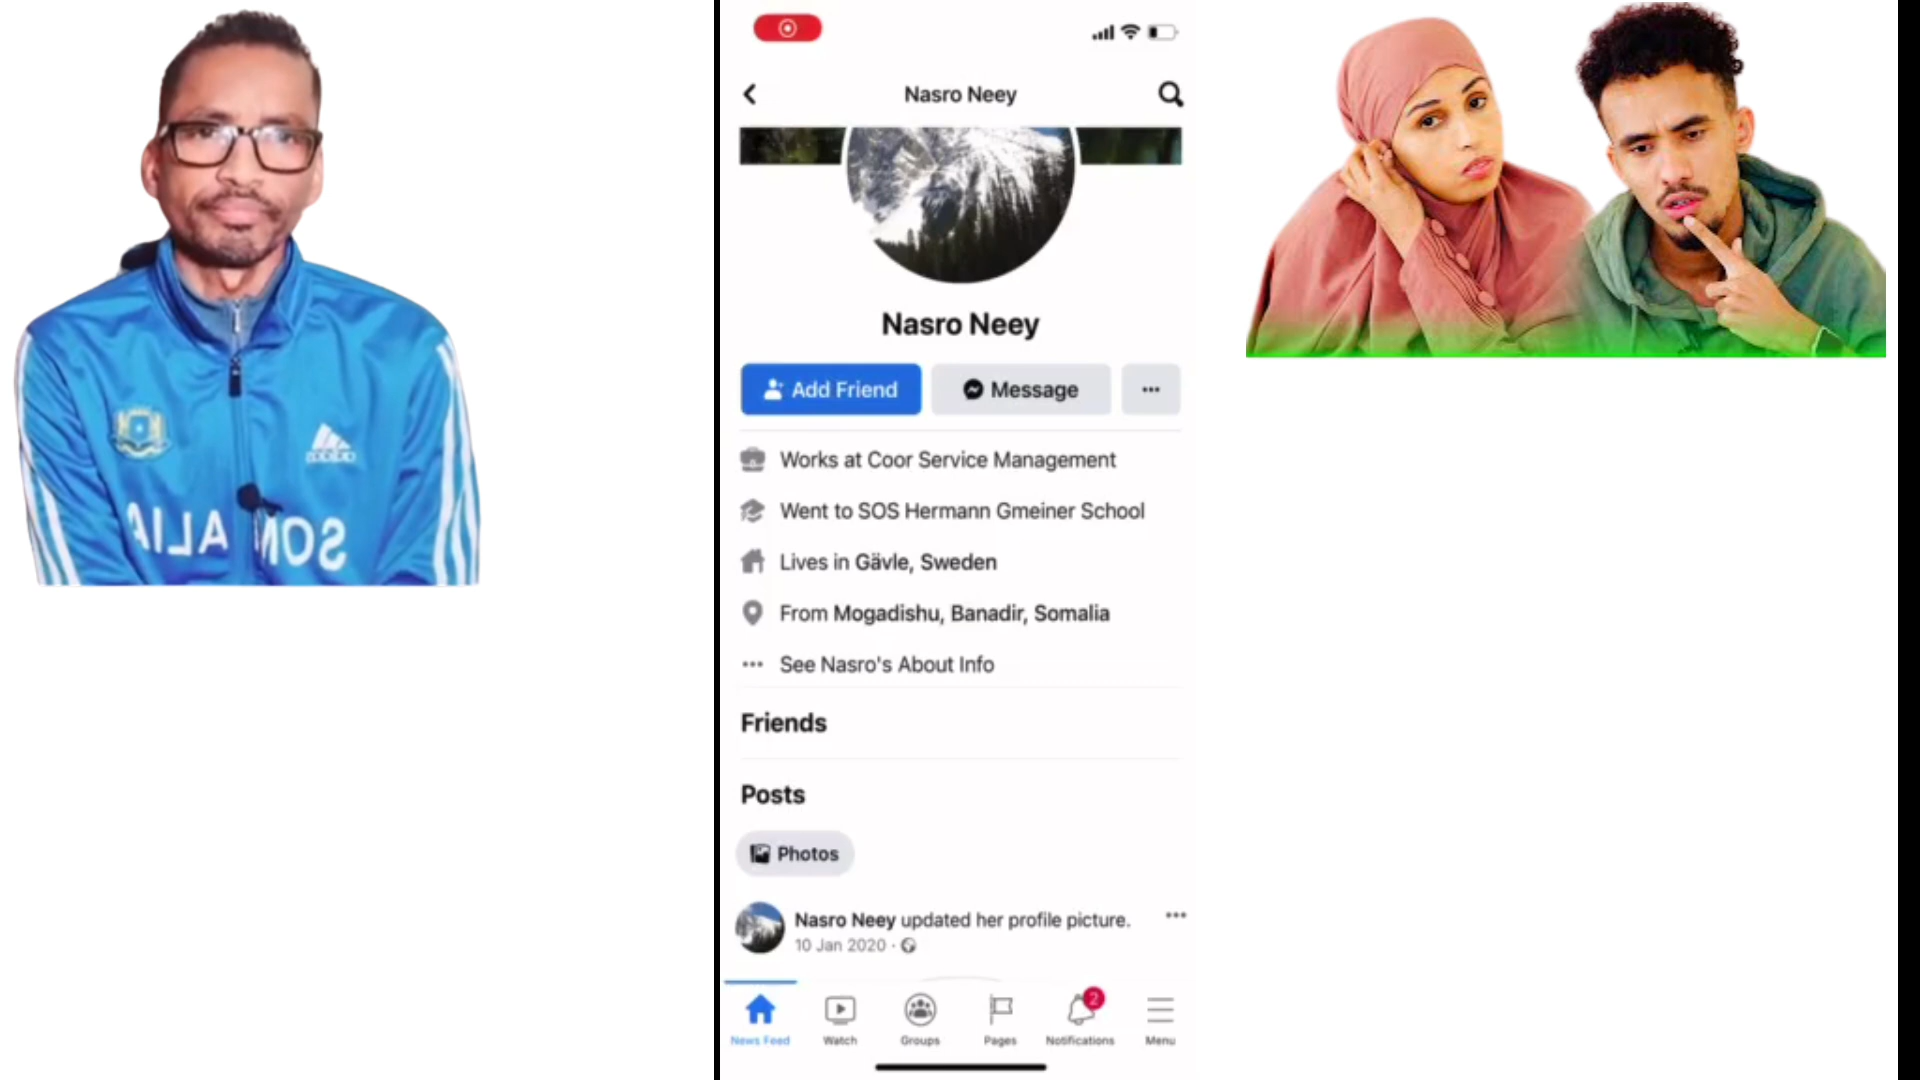 Nasro Neey
Nasro Neey
Add Friend
Message
Works at Coor Service Management
Went to SOS Hermann Gmeiner School
Lives in Gävle, Sweden
From Mogadishu, Banadir, Somalia
See Nasro's About Info
Friends
Posts
Photos
Nasro Neey updated her profile picture.
10 Jan 2020
News Feed
Watch
Groups
Pages
2
Notifications
Menu
adidas
SOMALIA